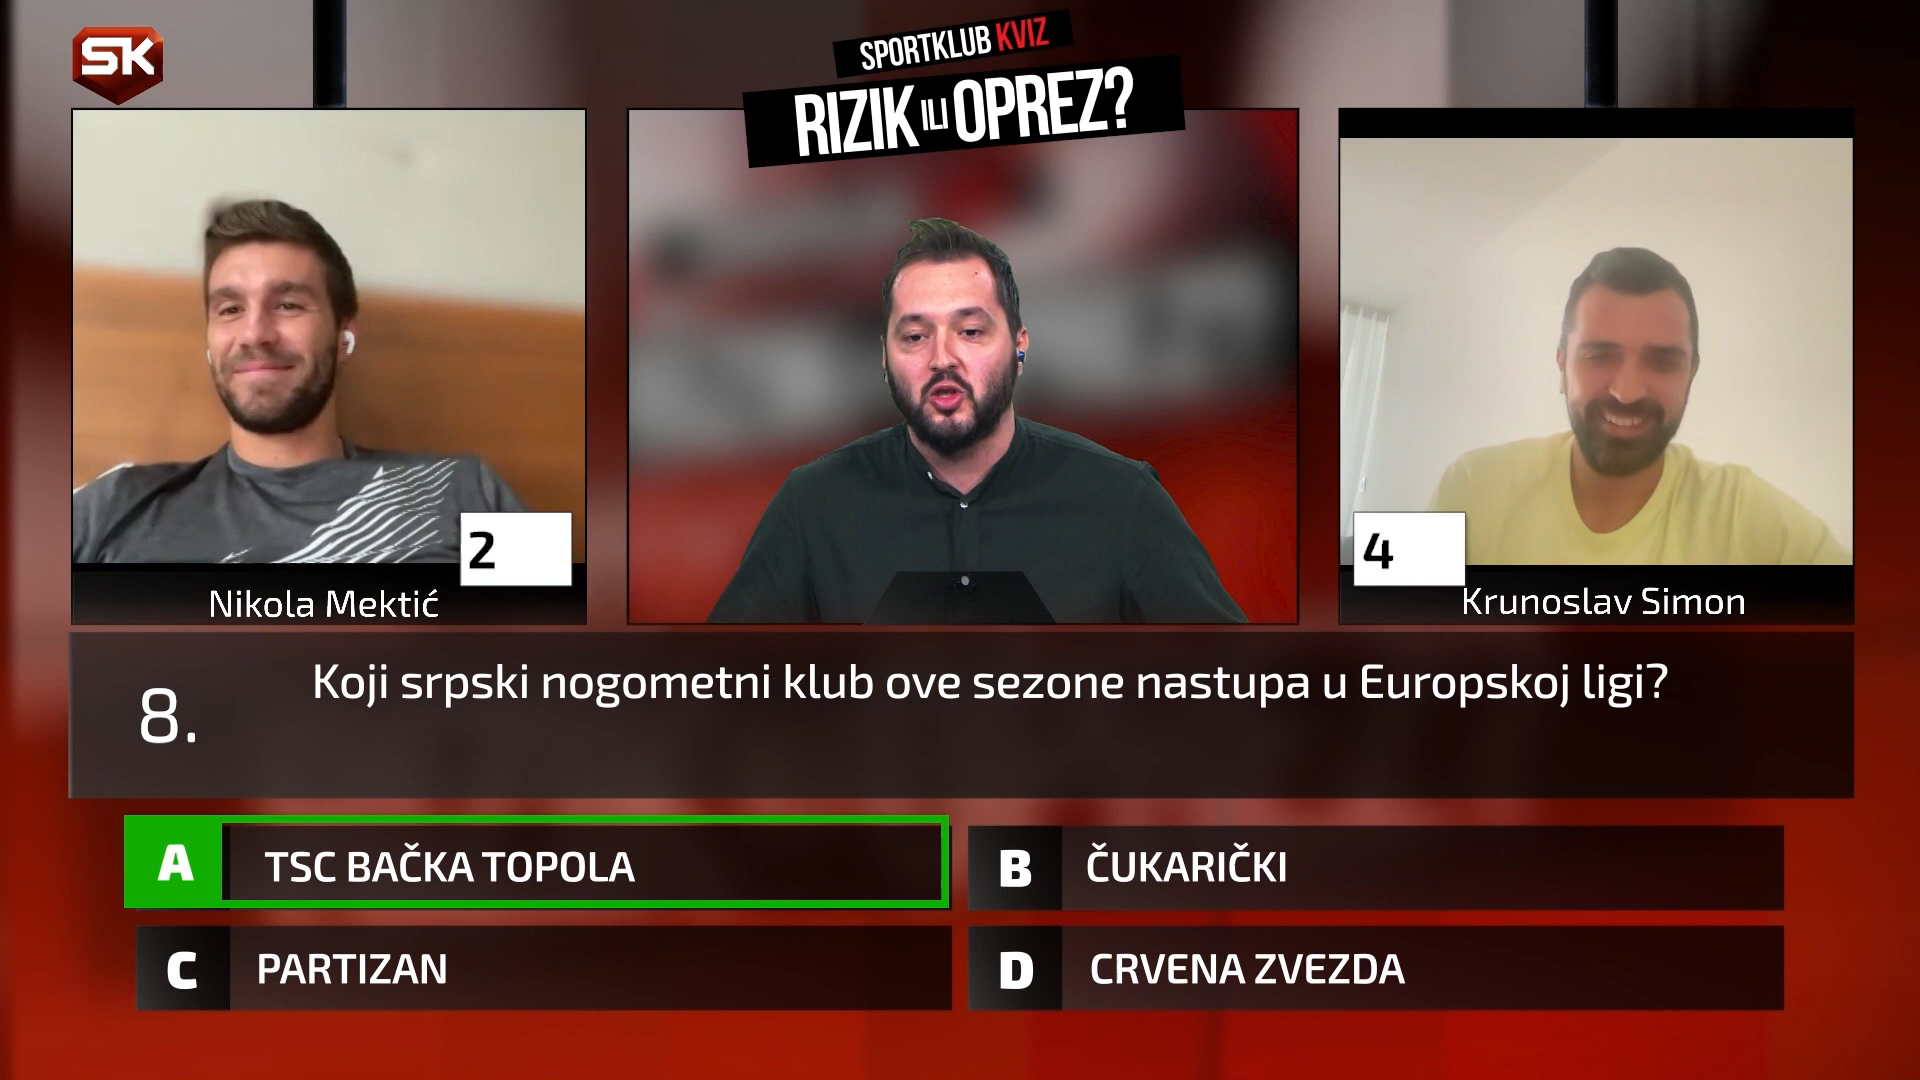 SK
SPORTKLUB KVIZ
RIZIK ILI OPREZ?
2
4
Nikola Mektić
Krunoslav Simon
8.
Koji srpski nogometni klub ove sezone nastupa u Europskoj ligi?
A TSC BAČKA TOPOLA
B ČUKARIČKI
C PARTIZAN
D CRVENA ZVEZDA